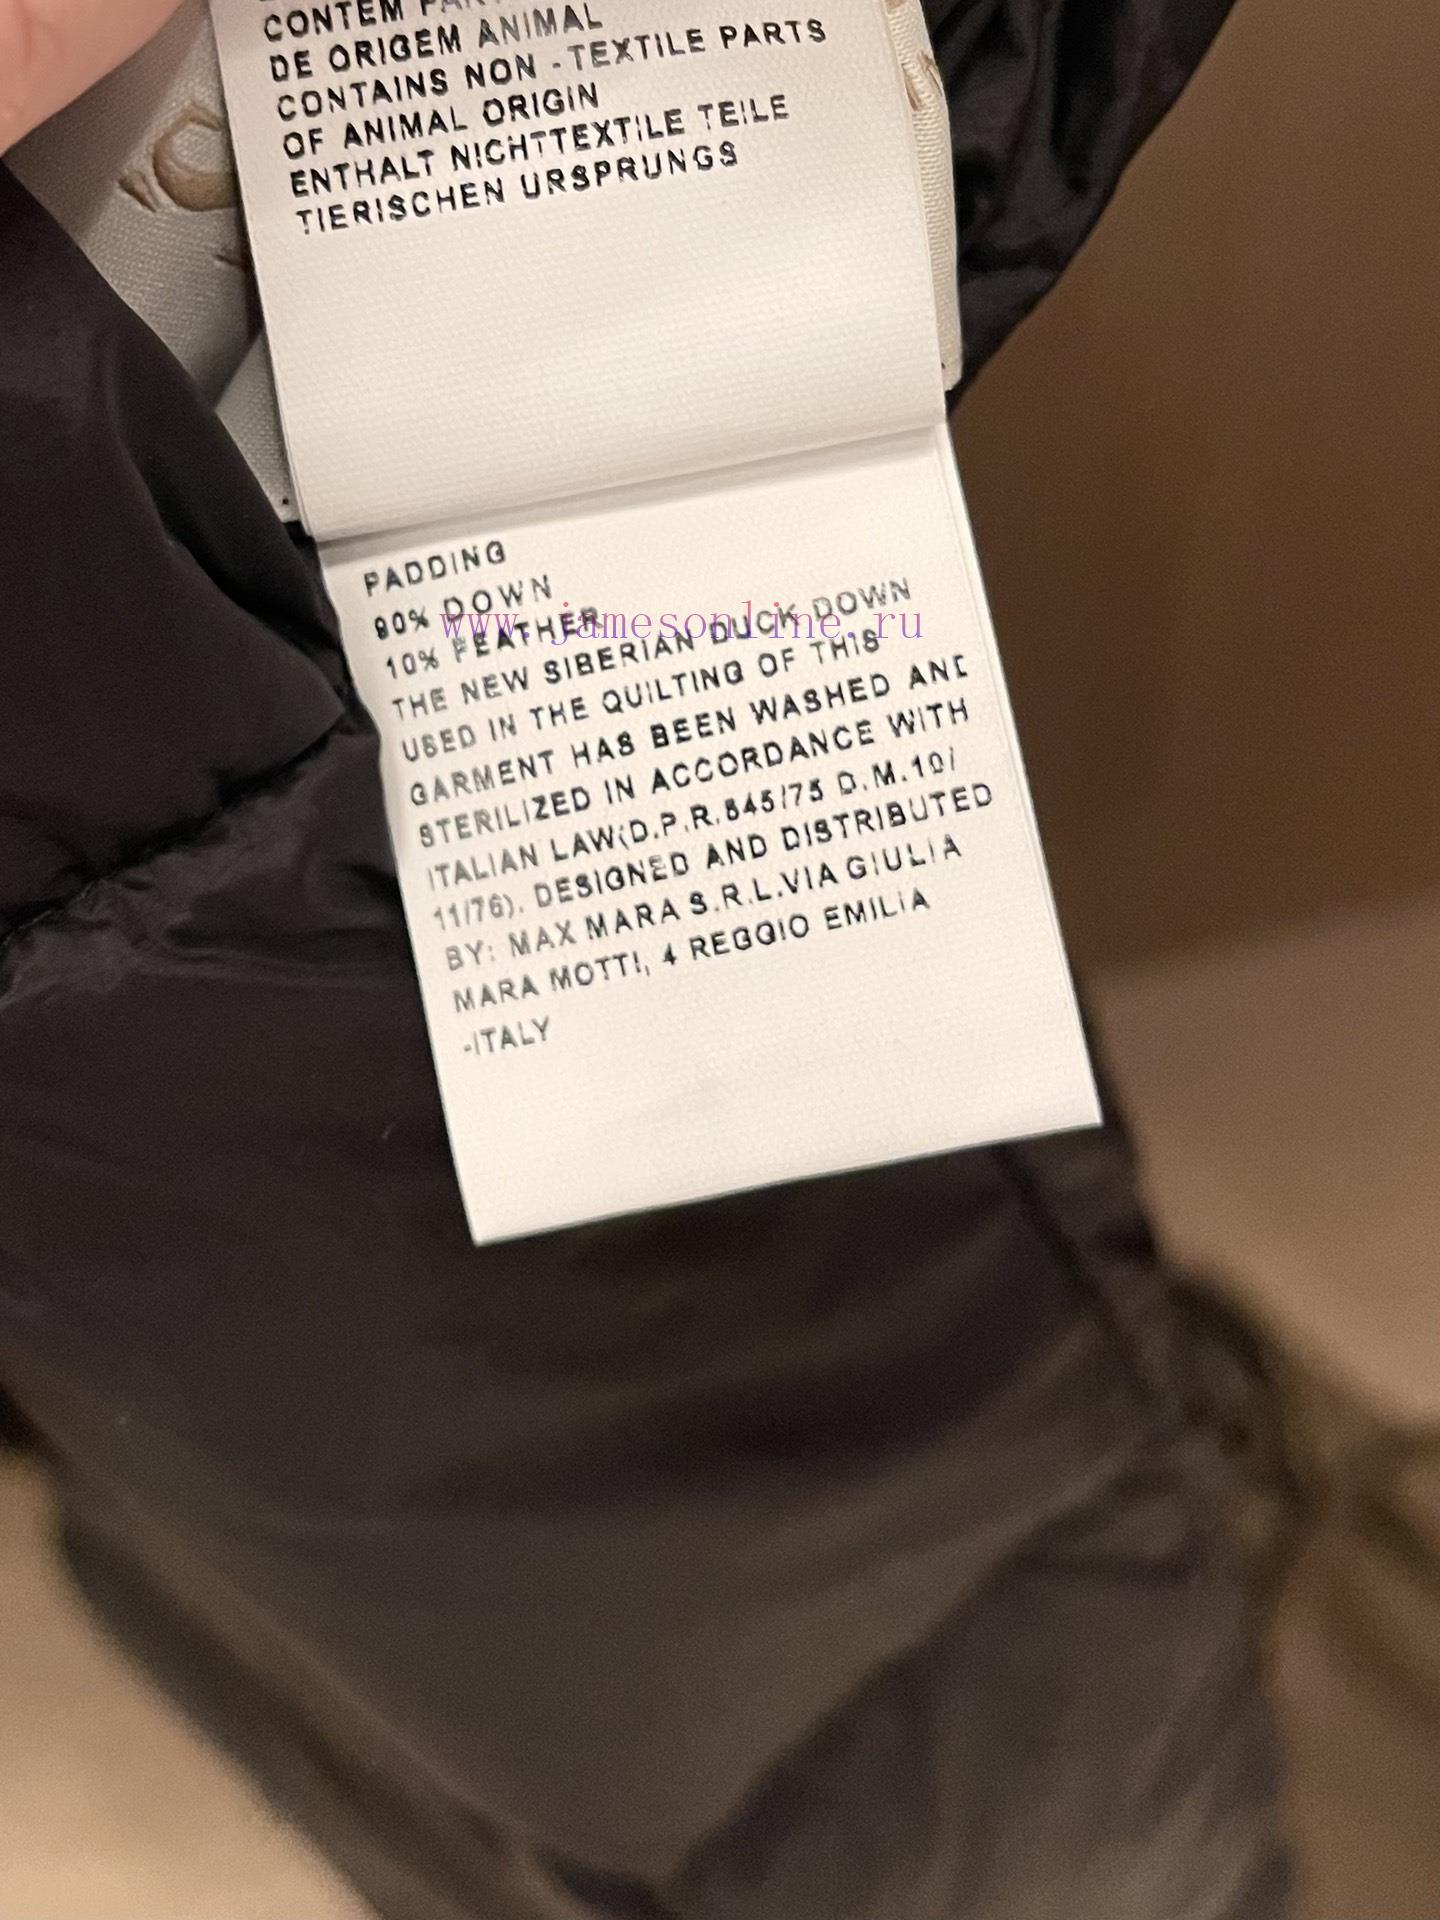 CONTÉM
DE ORIGEM ANIMAL
CONTAINS NON - TEXTILE PARTS
OF ANIMAL ORIGIN
ENTHALT NICHTTEXTILE TEILE
TIERISCHEN URSPRUNGS
PADDING
90% DOWN
10% FEATHER
www.jamesonline.ru
THE NEW SIBERIAN DUCK DOWN
USED IN THE QUILTING OF THIS
GARMENT HAS BEEN WASHED AND
STERILIZED IN ACCORDANCE WITH
ITALIAN LAW(D.P.R.845/75 D.M.10/
11/76). DESIGNED AND DISTRIBUTED
BY: MAX MARA S.R.L.VIA GIULIA
MARA MOTTI, 4 REGGIO EMILIA
-ITALY